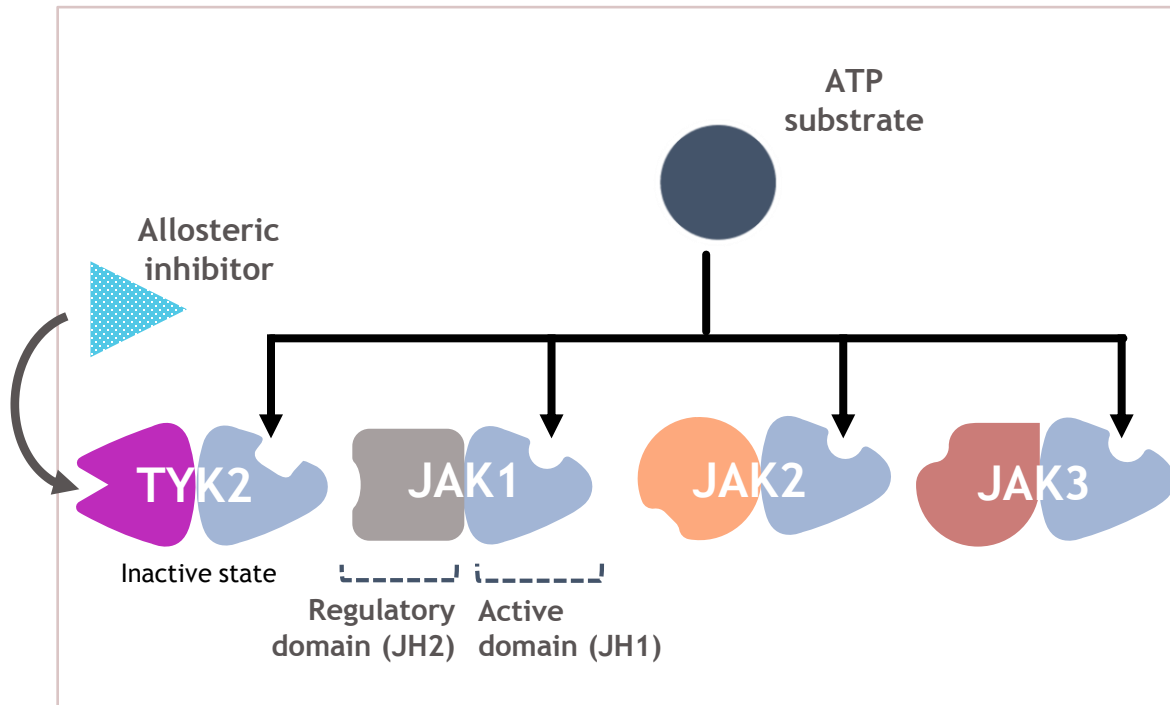 ATP
substrate
Allosteric
inhibitor
TYK2
JAK1
JAK2
JAK3
Inactive state
Regulatory
domain (JH2)
Active
domain (JH1)